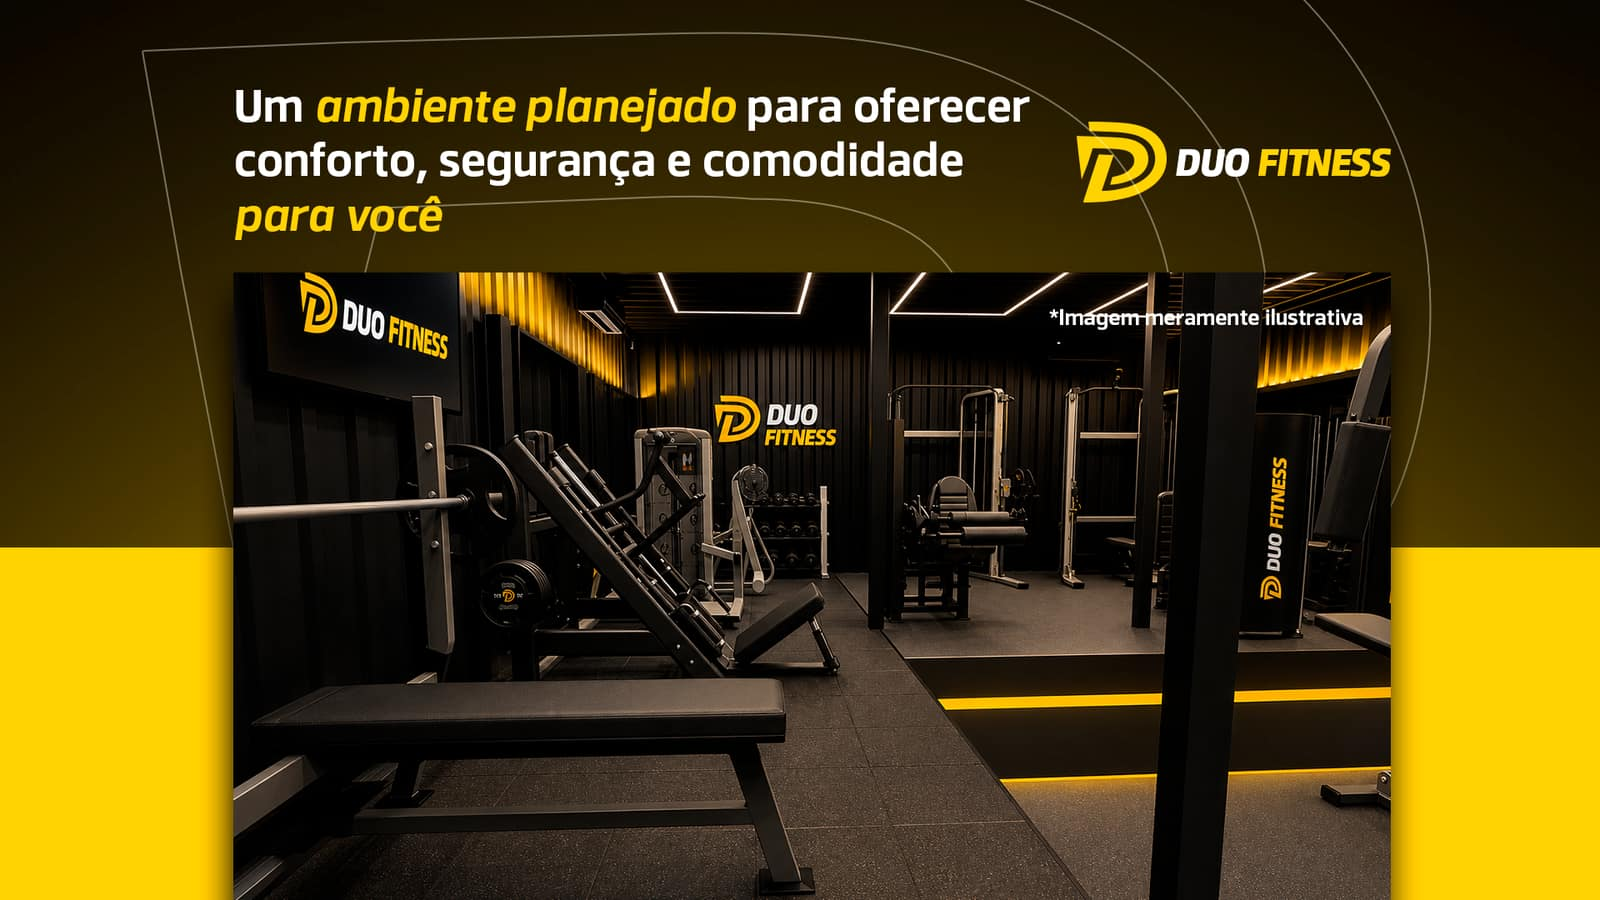 Um ambiente planejado para oferecer
conforto, segurança e comodidade
para você
DUO FITNESS
*Imagem meramente ilustrativa
DUO FITNESS
DUO
FITNESS
DUO FITNESS